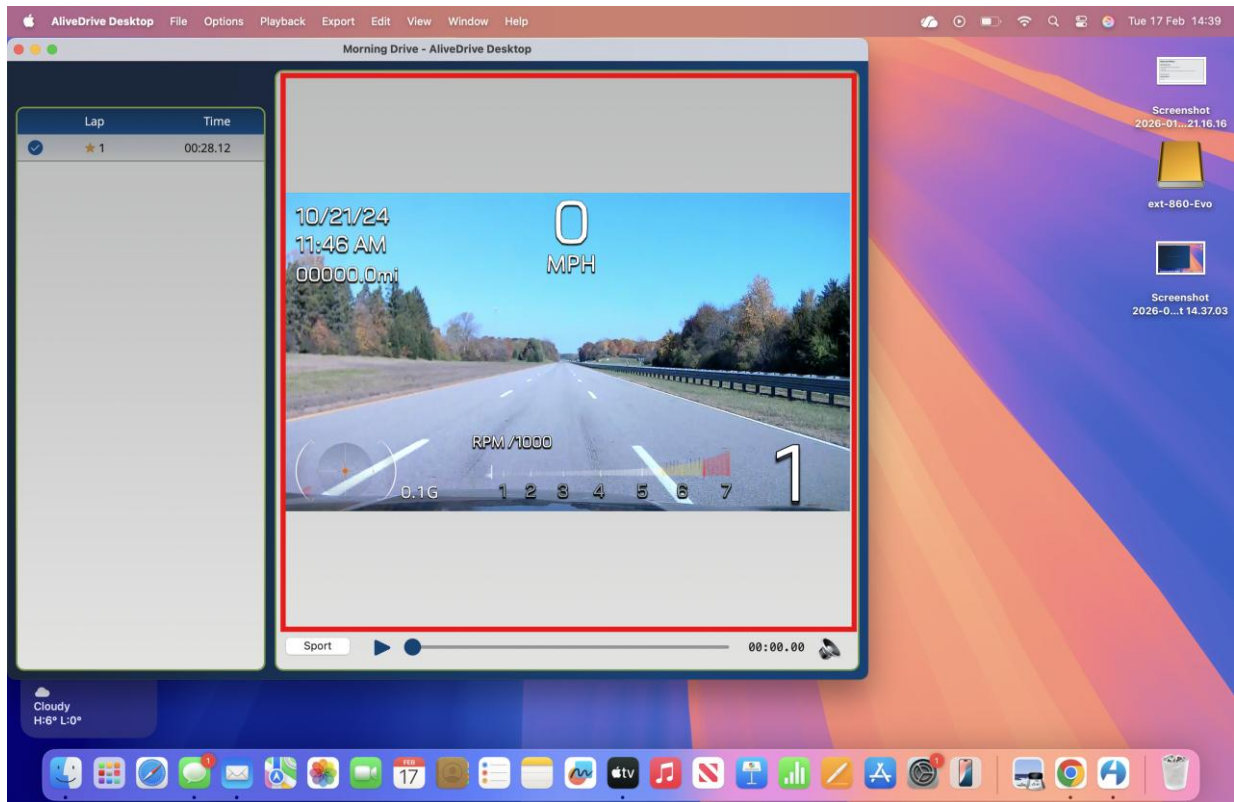 AliveDrive Desktop File Options Playback Export Edit View Window Help Tue 17 Feb 14:39
Morning Drive - AliveDrive Desktop
Lap Time
1 00:28.12
10/21/24
11:46 AM
00000.0mi
0
MPH
RPM /1000
0.1G
1 2 3 4 5 6 7
1
Sport 00:00.00
Screenshot
2026-01...21.16.16
ext-860-Evo
Screenshot
2026-0...t 14.37.03
Cloudy
H:6° L:0°
1
FEB
17
tv
1